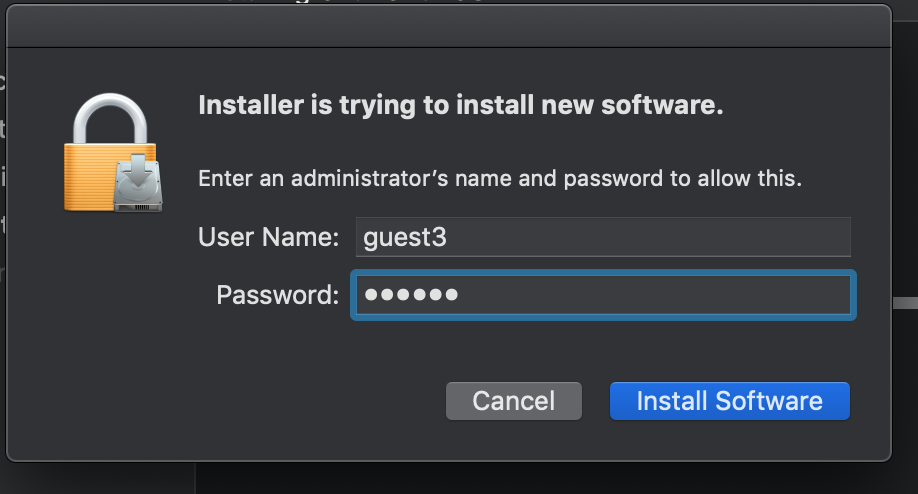 Installer is trying to install new software.
Enter an administrator's name and password to allow this.
User Name: guest3
Password: ••••••
Cancel Install Software